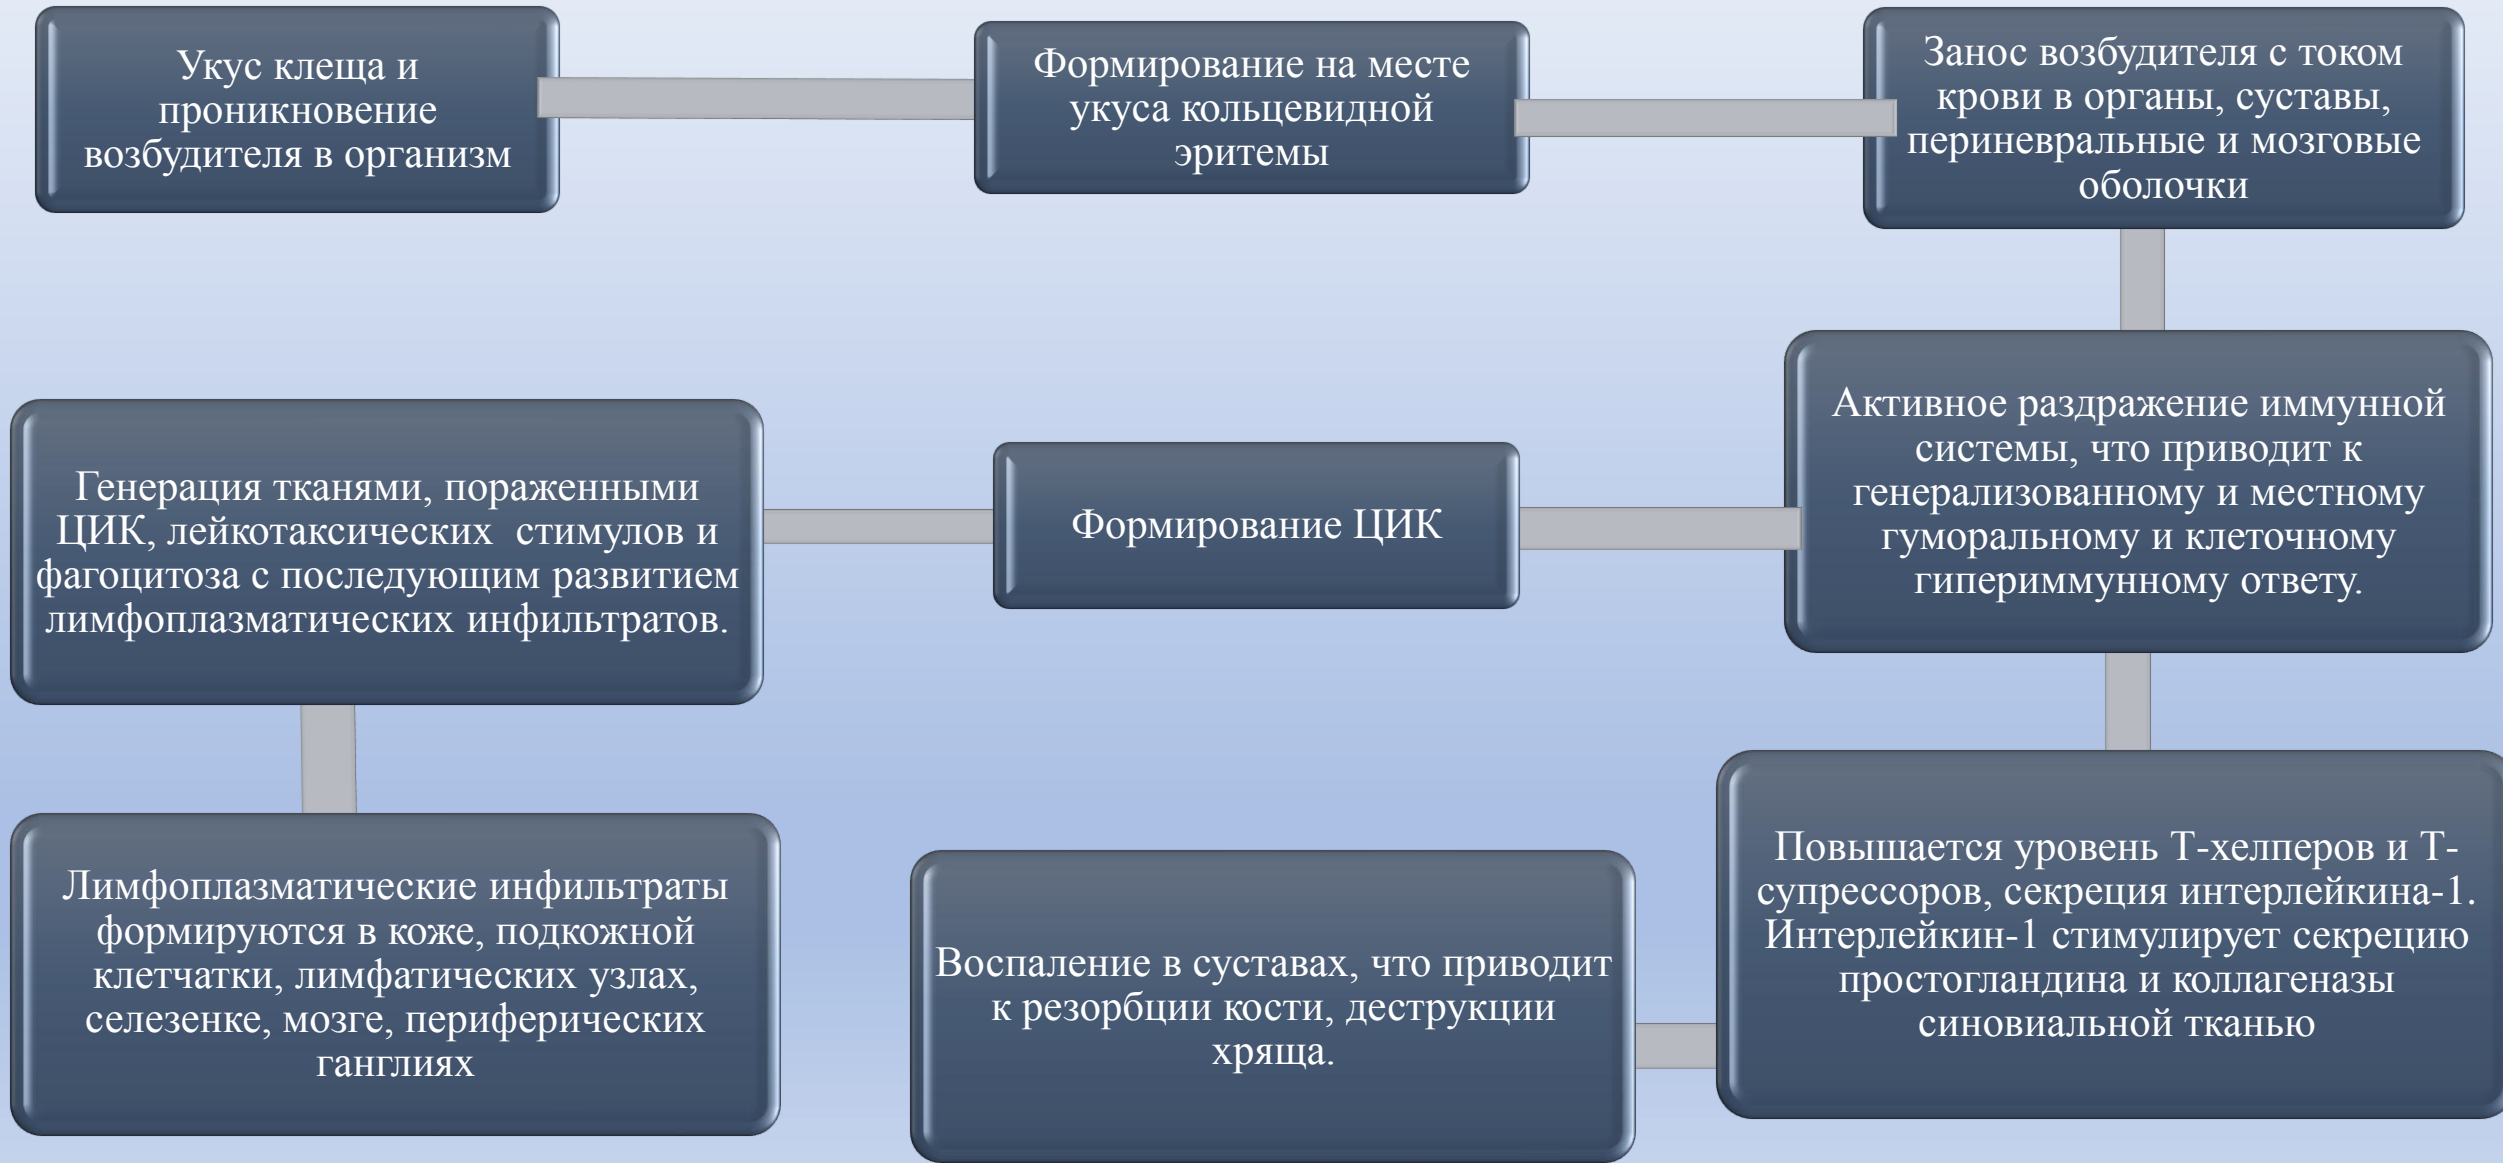 Укус клеща и
проникновение
возбудителя в организм
Формирование на месте
укуса кольцевидной
эритемы
Занос возбудителя с током
крови в органы, суставы,
периневральные и мозговые
оболочки
Активное раздражение иммунной
системы, что приводит к
генерализованному и местному
гуморальному и клеточному
гипериммунному ответу.
Формирование ЦИК
Генерация тканями, пораженными
ЦИК, лейкотаксических стимулов и
фагоцитоза с последующим развитием
лимфоплазматических инфильтратов.
Лимфоплазматические инфильтраты
формируются в коже, подкожной
клетчатки, лимфатических узлах,
селезенке, мозге, периферических
ганглиях
Повышается уровень Т-хелперов и Т-
супрессоров, секреция интерлейкина-1.
Интерлейкин-1 стимулирует секрецию
простогландина и коллагеназы
синовиальной тканью
Воспаление в суставах, что приводит
к резорбции кости, деструкции
хряща.